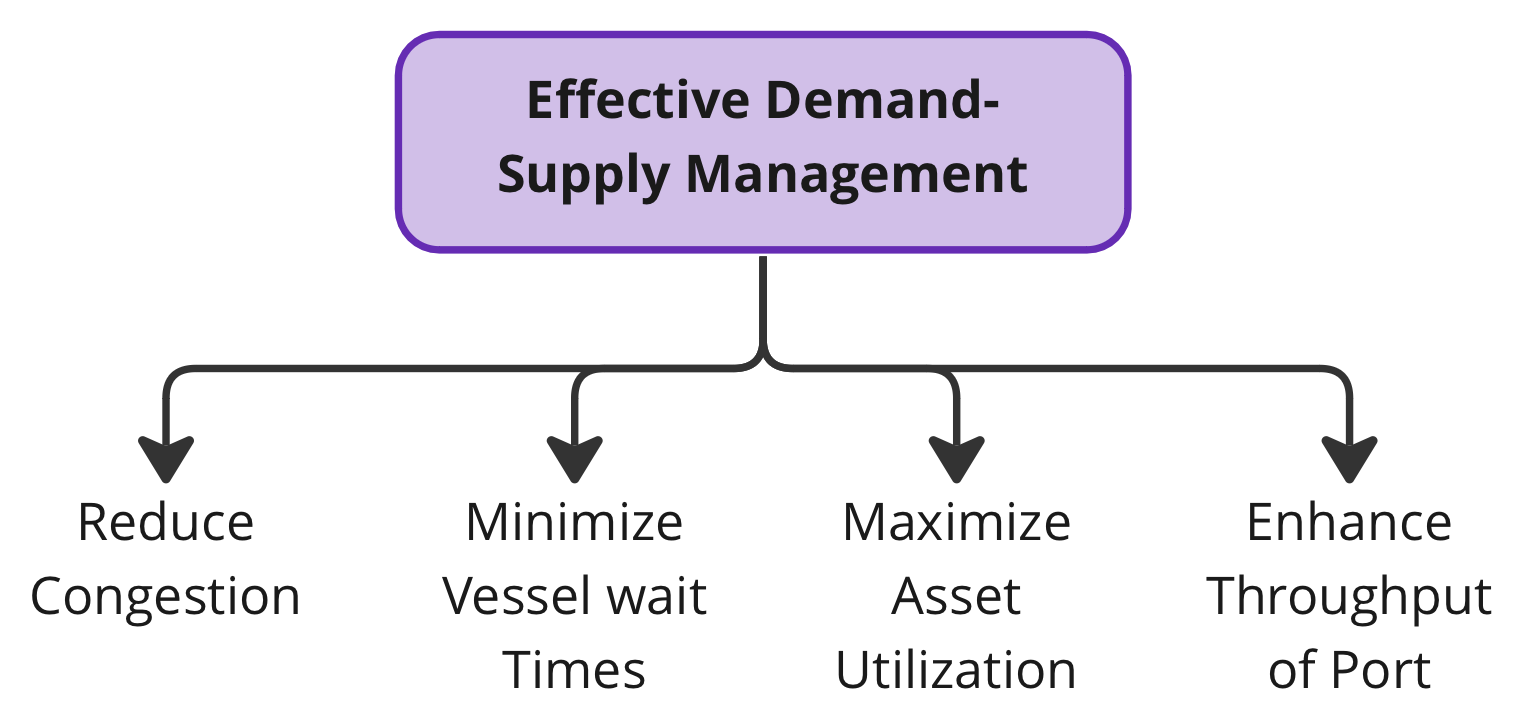 Effective Demand-
Supply Management
Reduce
Congestion
Minimize
Vessel wait
Times
Maximize
Asset
Utilization
Enhance
Throughput
of Port